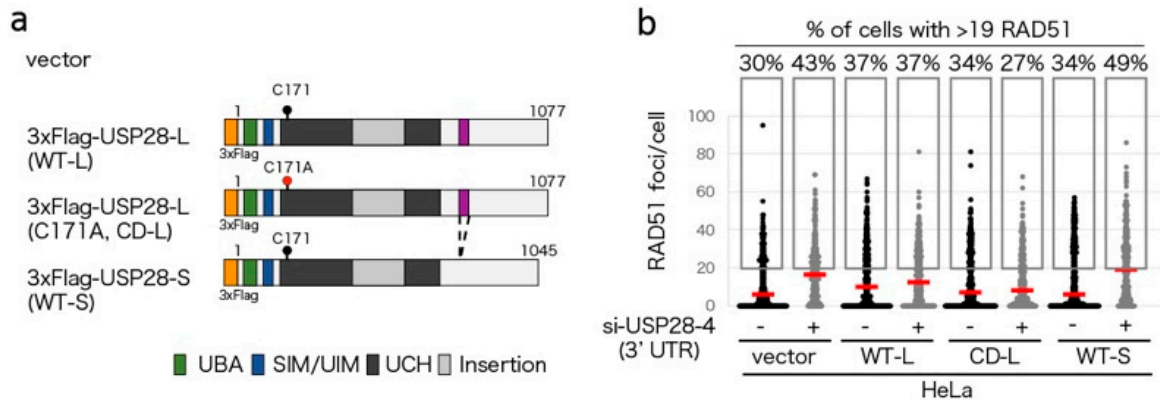 a
vector
3xFlag-USP28-L
(WT-L)
1
C171
1077
3xFlag
3xFlag-USP28-L
(C171A, CD-L)
1
C171A
1077
3xFlag
3xFlag-USP28-S
(WT-S)
1
C171
1045
3xFlag
UBA SIM/UIM UCH Insertion
b
% of cells with >19 RAD51
30% 43% 37% 37% 34% 27% 34% 49%
RAD51 foci/cell
100
80
60
40
20
0
si-USP28-4 - + - + - + - +
(3' UTR)
vector WT-L CD-L WT-S
HeLa